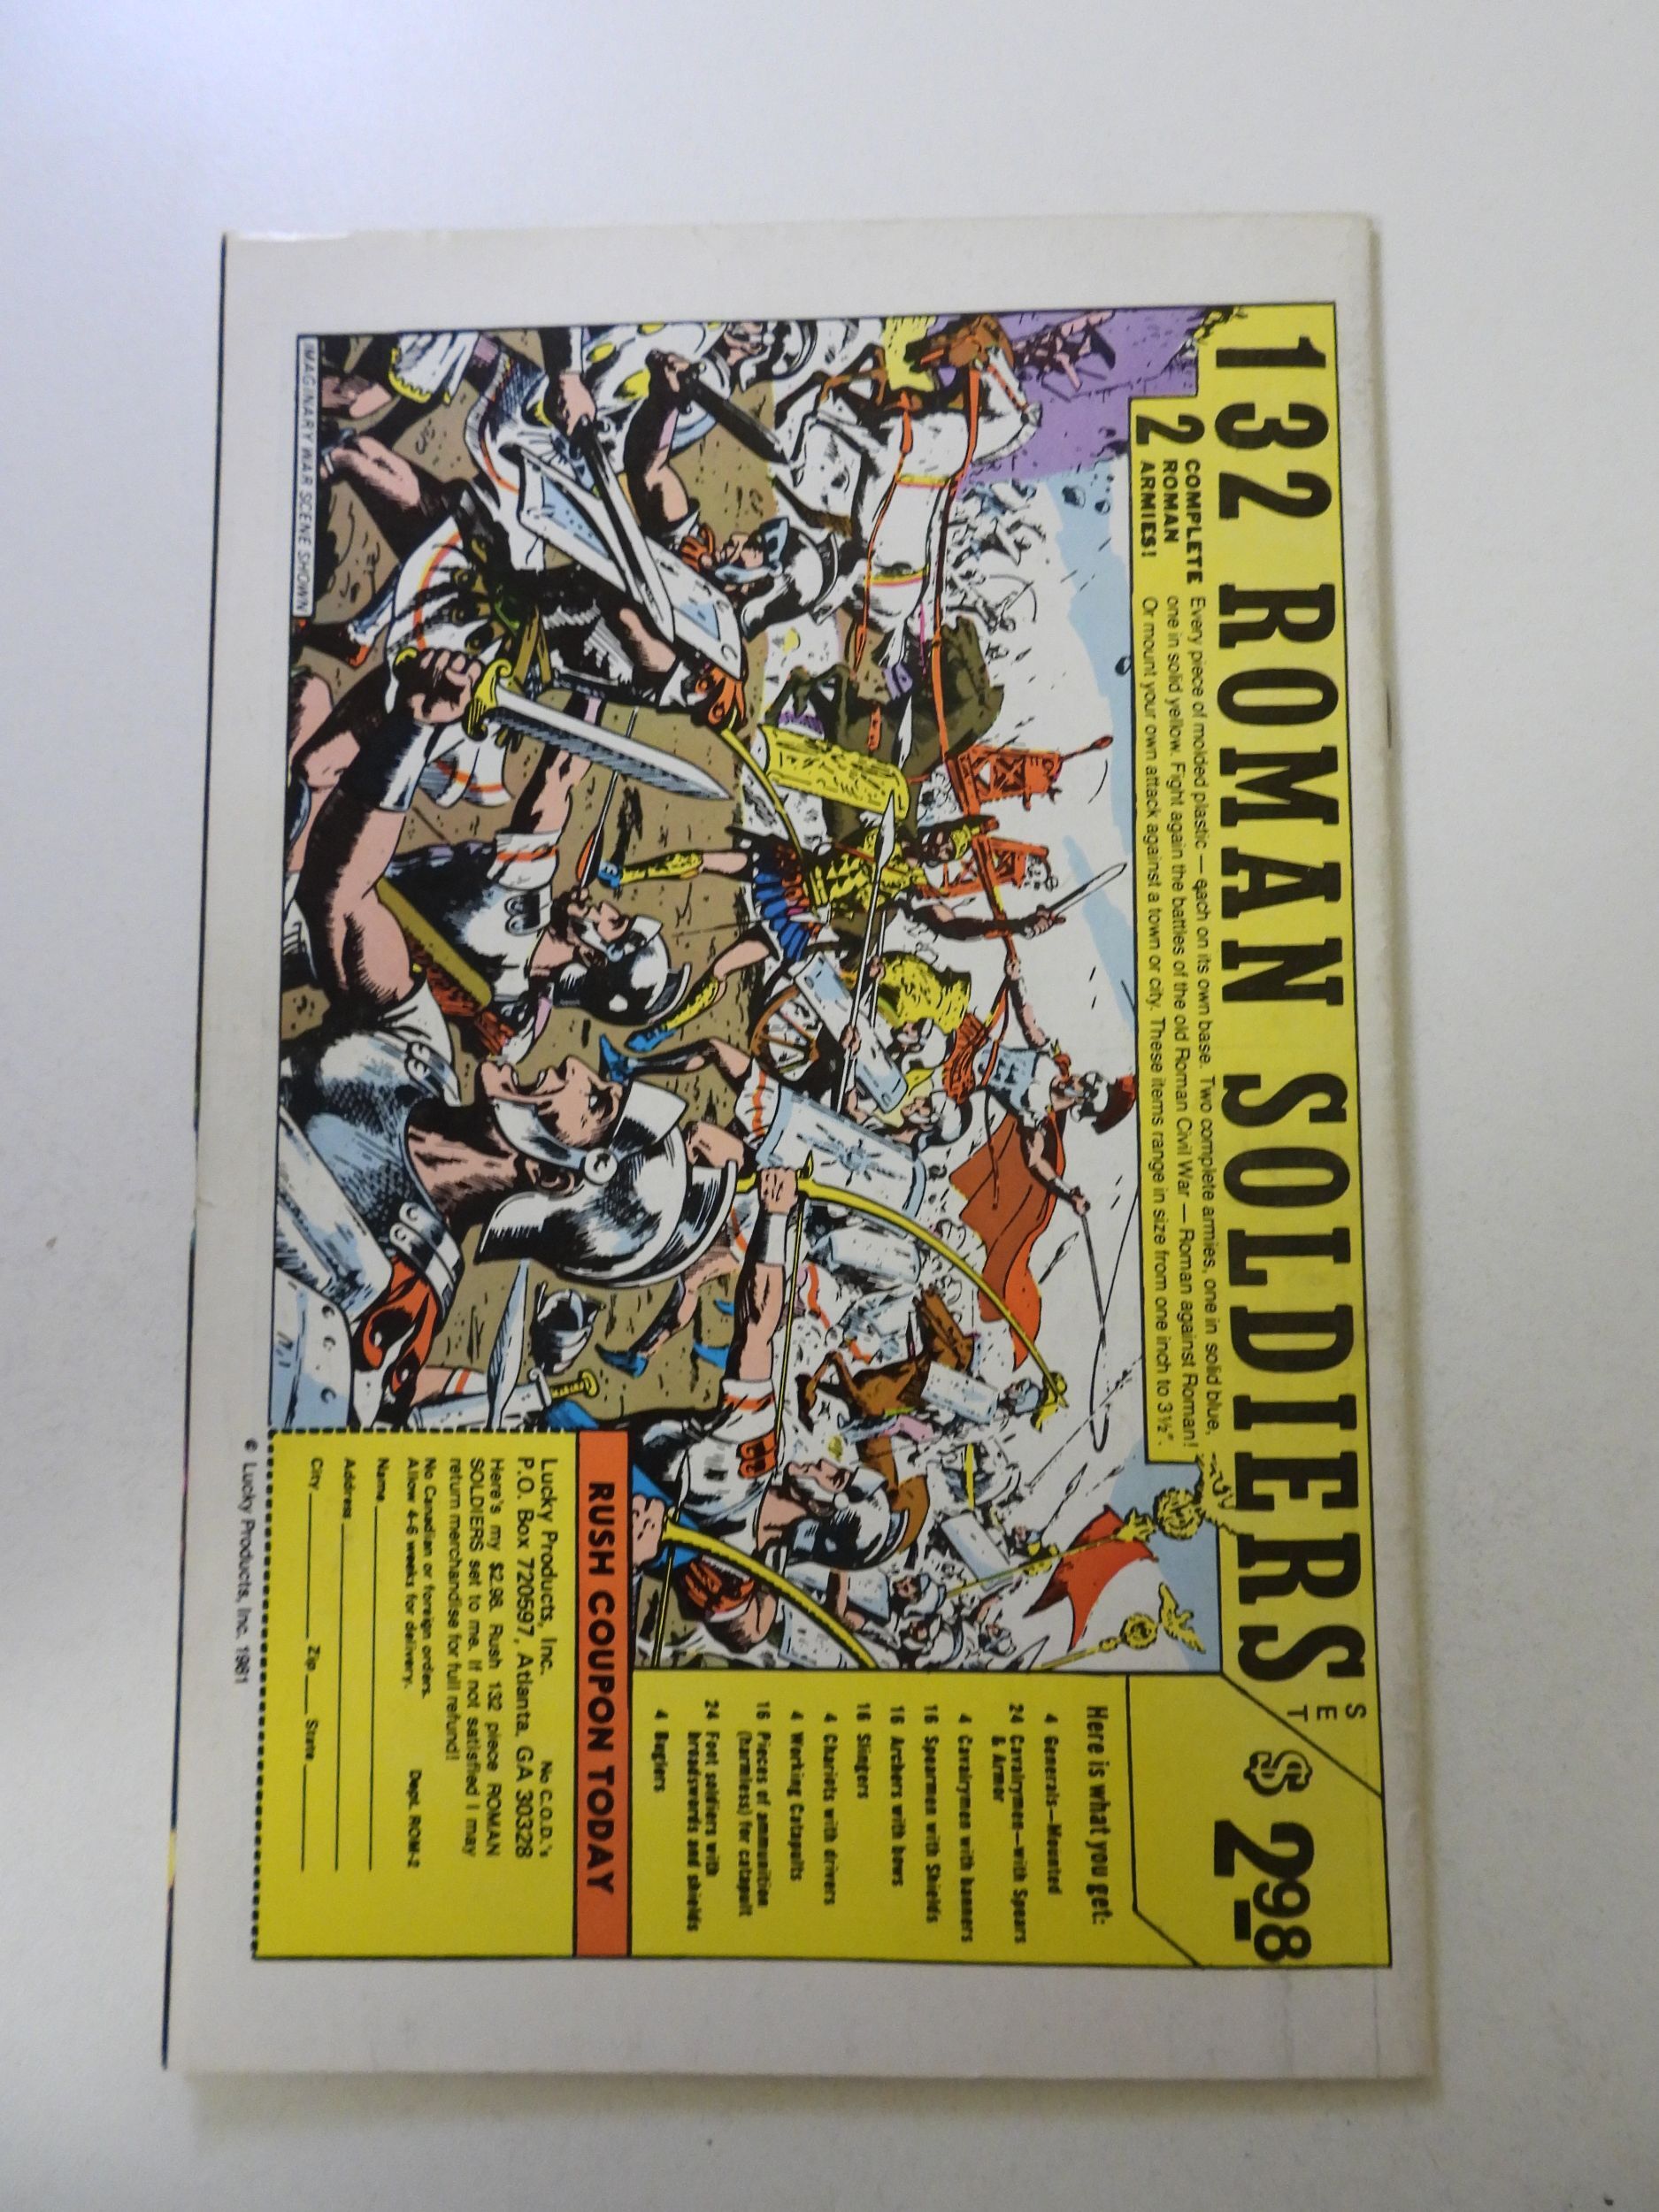 132 ROMAN SOLDIERS SET $2.98
2 COMPLETE ROMAN ARMIES!
Every piece of molded plastic — each on its own base. Two complete armies, one in solid blue,
one in solid yellow. Fight again the battles of the old Roman Civil War — Roman against Roman!
Or mount your own attack against a town or city. These items range in size from one inch to 3½".
IMAGINARY WAR SCENE SHOWN
Here is what you get:
4 Generals—Mounted
24 Cavalrymen—with Spears
& Armor
4 Cavalrymen with banners
16 Spearmen with Shields
16 Archers with bows
16 Slingers
4 Chariots with drivers
4 Working Catapults
16 Pieces of ammunition
(harmless) for catapult
24 Foot soldiers with
broadswords and shields
4 Buglers
RUSH COUPON TODAY
Lucky Products, Inc. No C.O.D.'s
P.O. Box 720597, Atlanta, GA 30328
Here's my $2.98. Rush 132 piece ROMAN
SOLDIERS set to me. If not satisfied I may
return merchandise for full refund!
No Canadian or foreign orders.
Allow 4-6 weeks for delivery. Dept. ROM-2
Name
Address
City Zip State
© Lucky Products, Inc. 1981